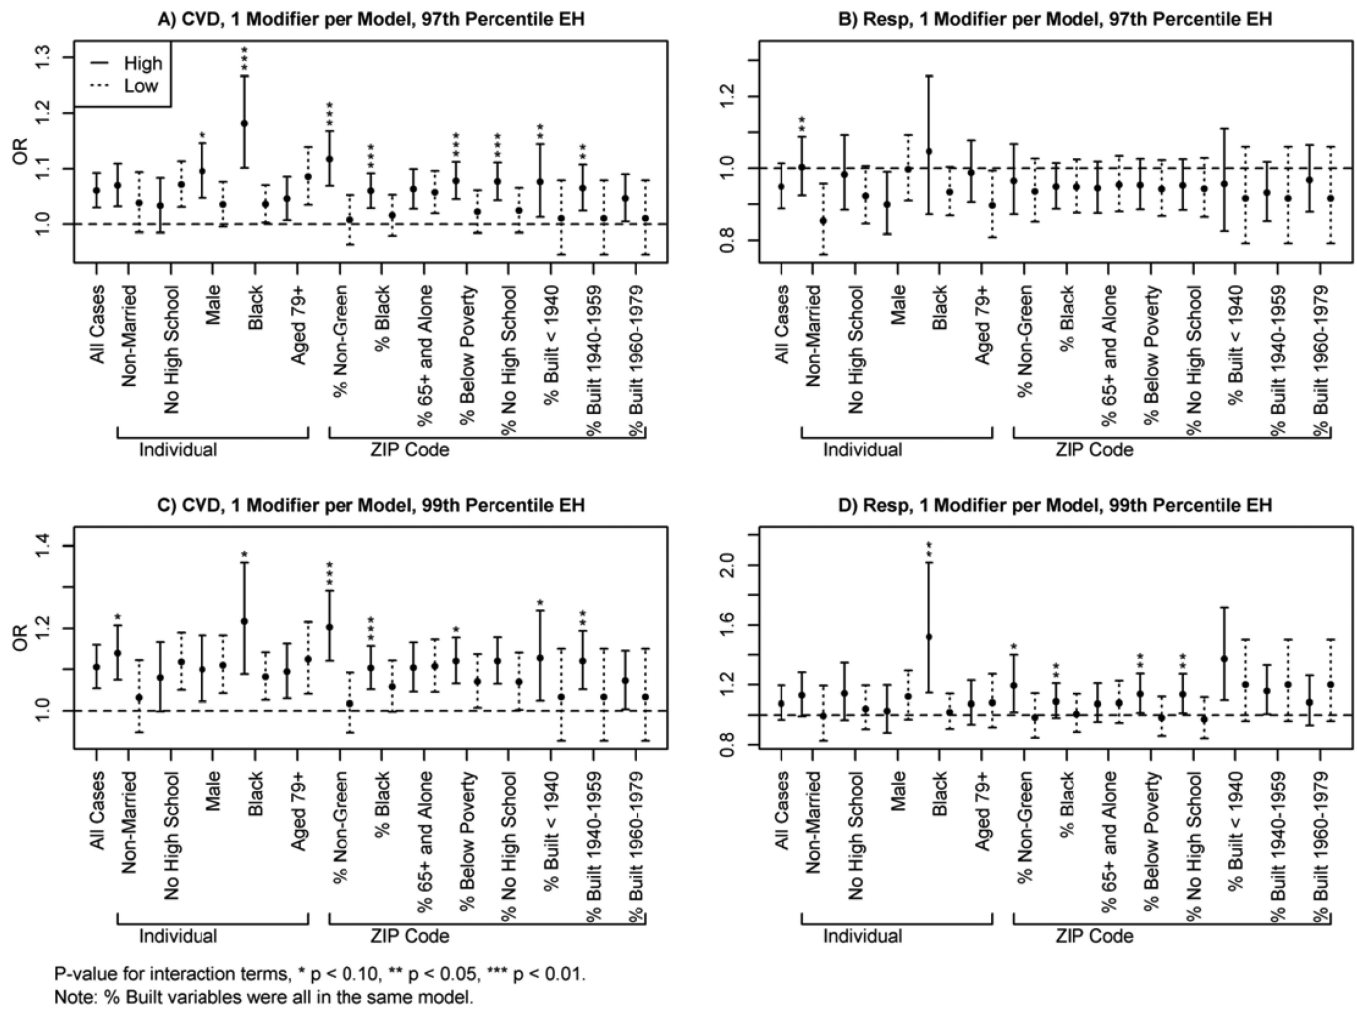 A) CVD, 1 Modifier per Model, 97th Percentile EH
OR
1.3
1.2
1.1
1.0
High
Low
***
*
***
***
***
***
**
**
All Cases
Non-Married
No High School
Male
Black
Aged 79+
% Non-Green
% Black
% 65+ and Alone
% Below Poverty
% No High School
% Built < 1940
% Built 1940-1959
% Built 1960-1979
Individual
ZIP Code
B) Resp, 1 Modifier per Model, 97th Percentile EH
1.2
1.0
0.8
**
All Cases
Non-Married
No High School
Male
Black
Aged 79+
% Non-Green
% Black
% 65+ and Alone
% Below Poverty
% No High School
% Built < 1940
% Built 1940-1959
% Built 1960-1979
Individual
ZIP Code
C) CVD, 1 Modifier per Model, 99th Percentile EH
OR
1.4
1.2
1.0
*
*
***
***
*
*
**
All Cases
Non-Married
No High School
Male
Black
Aged 79+
% Non-Green
% Black
% 65+ and Alone
% Below Poverty
% No High School
% Built < 1940
% Built 1940-1959
% Built 1960-1979
Individual
ZIP Code
D) Resp, 1 Modifier per Model, 99th Percentile EH
2.0
1.6
1.2
0.8
**
*
**
**
**
All Cases
Non-Married
No High School
Male
Black
Aged 79+
% Non-Green
% Black
% 65+ and Alone
% Below Poverty
% No High School
% Built < 1940
% Built 1940-1959
% Built 1960-1979
Individual
ZIP Code
P-value for interaction terms, * p < 0.10, ** p < 0.05, *** p < 0.01.
Note: % Built variables were all in the same model.